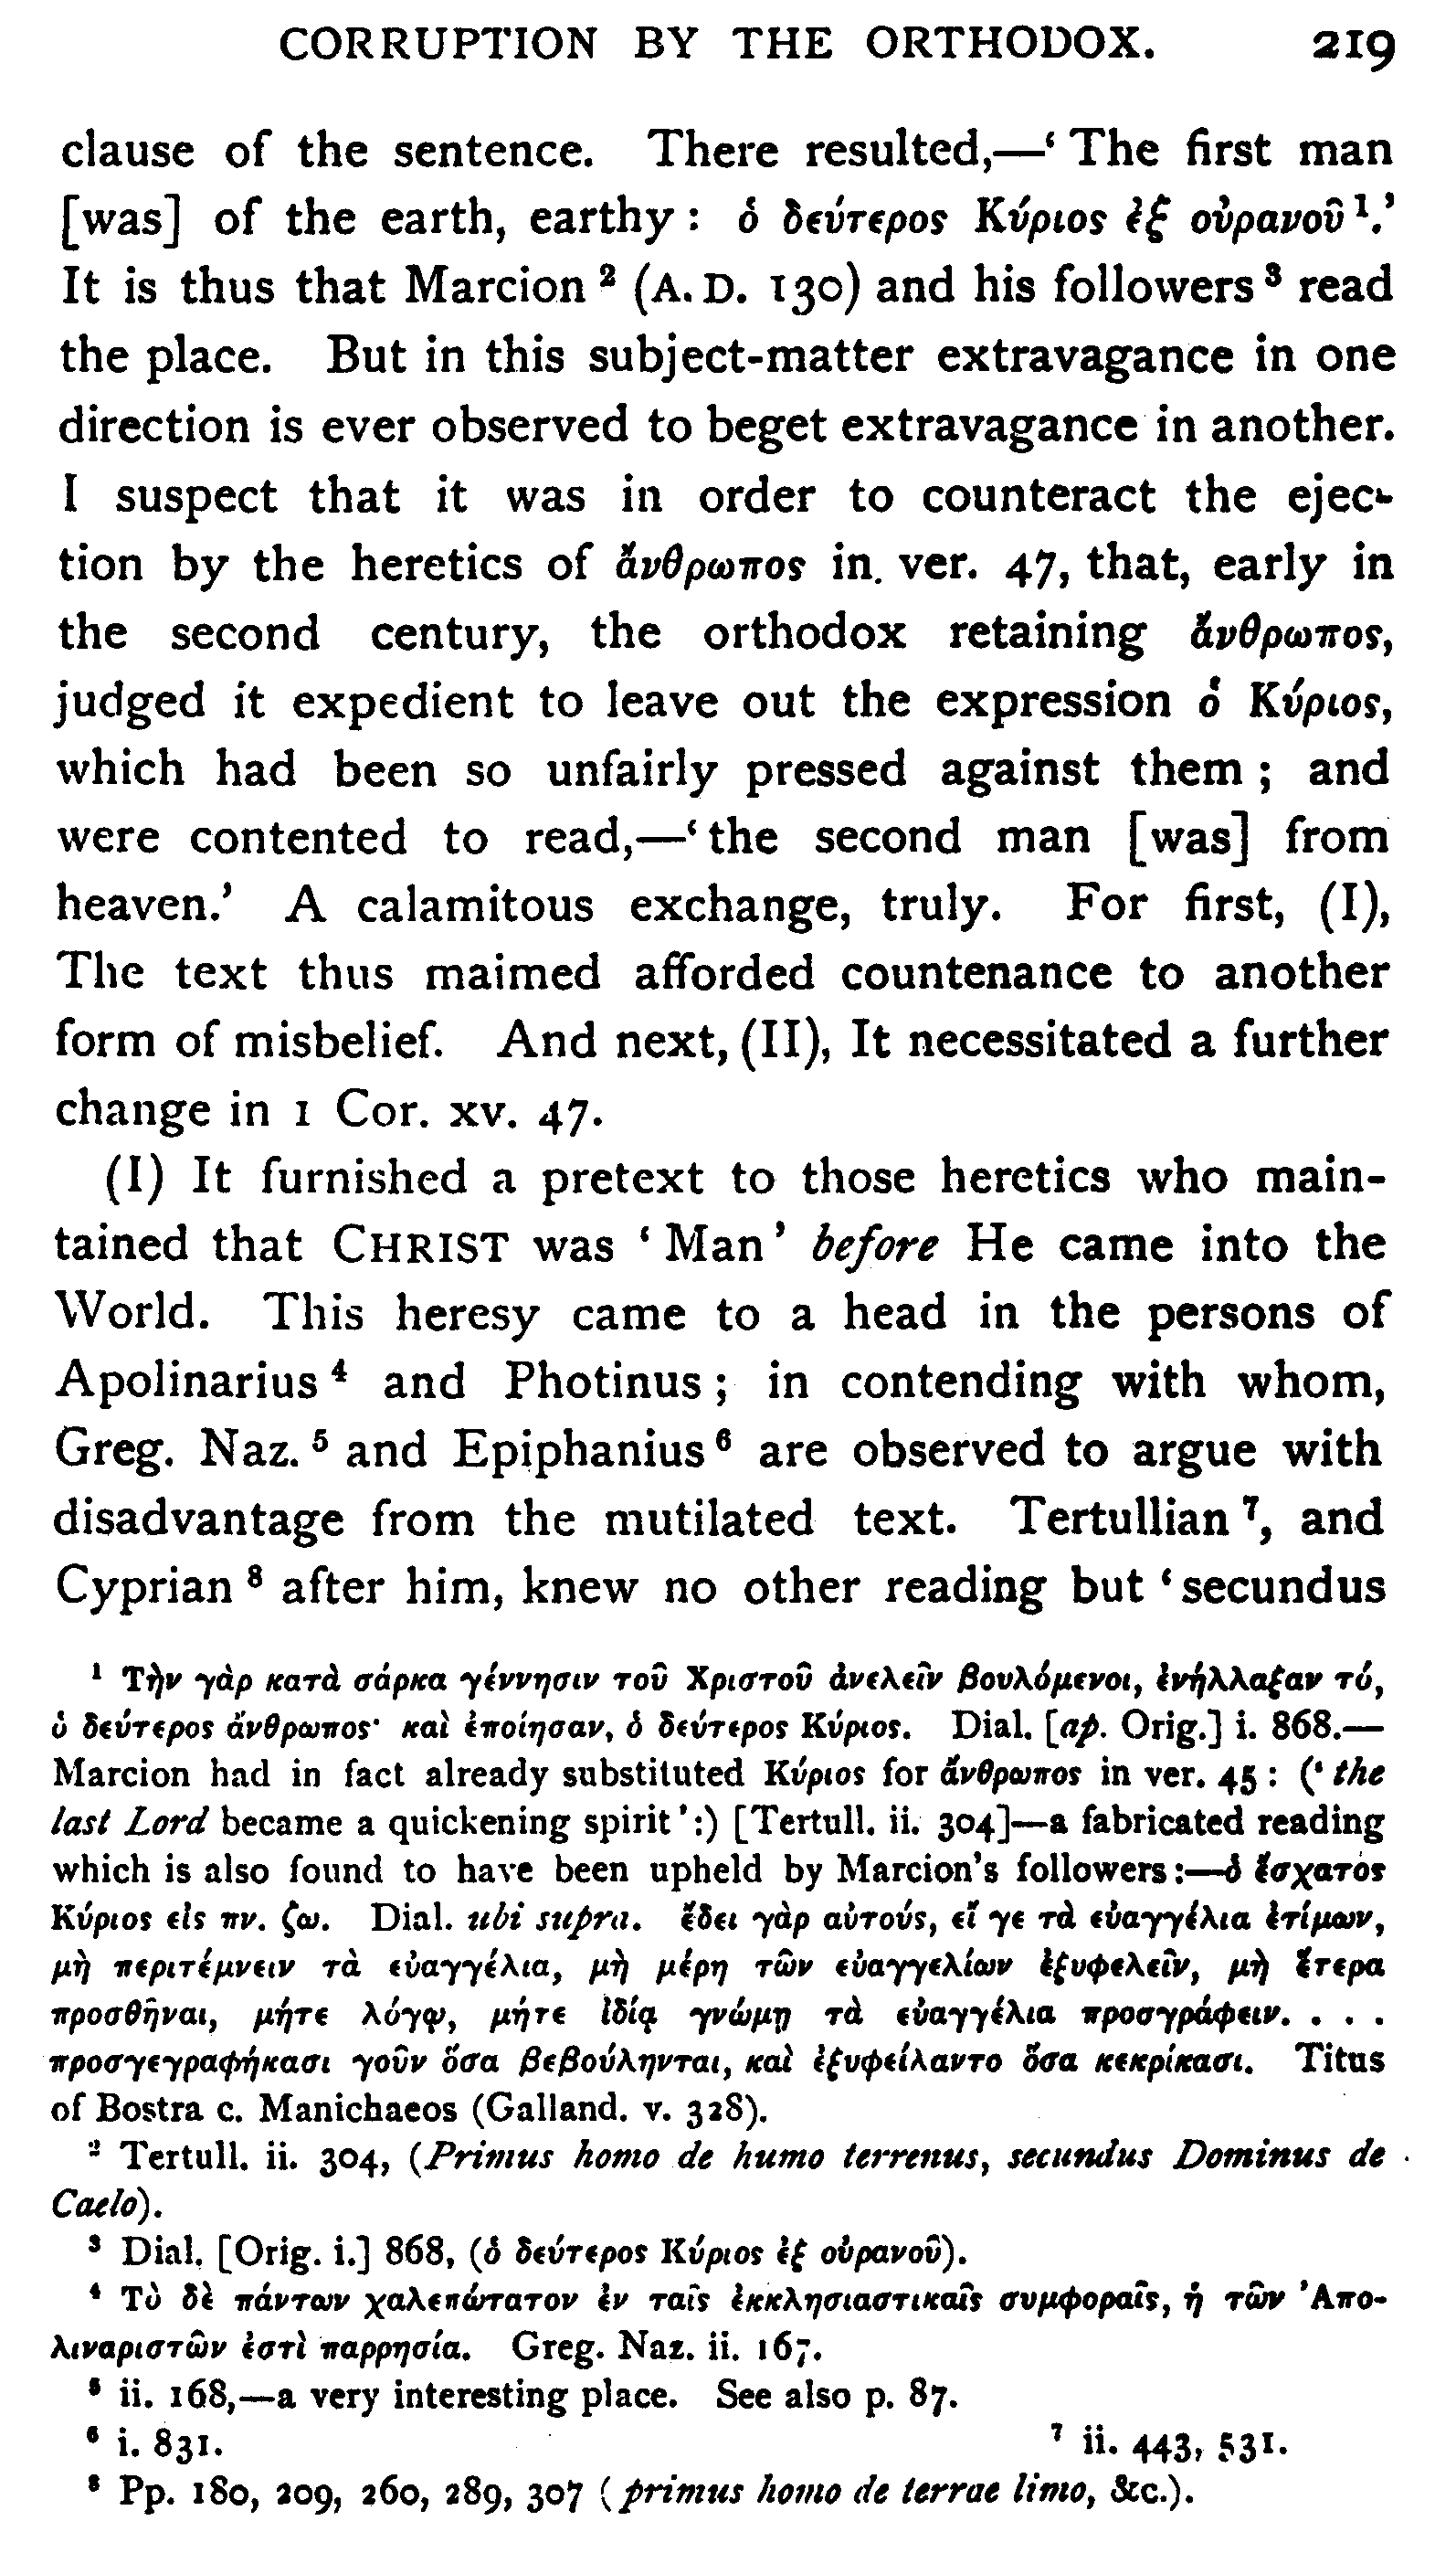 CORRUPTION BY THE ORTHODOX. 219
clause of the sentence. There resulted,—‘The first man
[was] of the earth, earthy: ὁ δεύτερος Κύριος ἐξ οὐρανοῦ ¹.’
It is thus that Marcion ² (A. D. 130) and his followers ³ read
the place. But in this subject-matter extravagance in one
direction is ever observed to beget extravagance in another.
I suspect that it was in order to counteract the ejec-
tion by the heretics of ἄνθρωπος in ver. 47, that, early in
the second century, the orthodox retaining ἄνθρωπος,
judged it expedient to leave out the expression ὁ Κύριος,
which had been so unfairly pressed against them; and
were contented to read,—‘the second man [was] from
heaven.’ A calamitous exchange, truly. For first, (I),
The text thus maimed afforded countenance to another
form of misbelief. And next, (II), It necessitated a further
change in 1 Cor. xv. 47.
(I) It furnished a pretext to those heretics who main-
tained that CHRIST was ‘Man’ before He came into the
World. This heresy came to a head in the persons of
Apolinarius ⁴ and Photinus; in contending with whom,
Greg. Naz. ⁵ and Epiphanius ⁶ are observed to argue with
disadvantage from the mutilated text. Tertullian ⁷, and
Cyprian ⁸ after him, knew no other reading but ‘secundus
¹ Τὴν γὰρ κατὰ σάρκα γέννησιν τοῦ Χριστοῦ ἀνελεῖν βουλόμενοι, ἐνήλλαξαν τό,
ὁ δεύτερος ἄνθρωπος· καὶ ἐποίησαν, ὁ δεύτερος Κύριος. Dial. [ap. Orig.] i. 868.—
Marcion had in fact already substituted Κύριος for ἄνθρωπος in ver. 45: (‘the
last Lord became a quickening spirit’:) [Tertull. ii. 304]—a fabricated reading
which is also found to have been upheld by Marcion's followers:—ὁ ἔσχατος
Κύριος εἰς πν. ζω. Dial. ubi supra. ἔδει γὰρ αὐτούς, εἴ γε τὰ εὐαγγέλια ἐτίμων,
μὴ περιτέμνειν τὰ εὐαγγέλια, μὴ μέρη τῶν εὐαγγελίων ἐξυφελεῖν, μὴ ἕτερα
προσθῆναι, μήτε λόγῳ, μήτε ἰδίᾳ γνώμῃ τὰ εὐαγγέλια προσγράφειν. . . .
προσγεγραφήκασι γοῦν ὅσα βεβούληνται, καὶ ἐξυφείλαντο ὅσα κεκρίκασι. Titus
of Bostra c. Manichaeos (Galland. v. 328).
² Tertull. ii. 304, (Primus homo de humo terrenus, secundus Dominus de
Caelo).
³ Dial. [Orig. i.] 868, (ὁ δεύτερος Κύριος ἐξ οὐρανοῦ).
⁴ Τὸ δὲ πάντων χαλεπώτατον ἐν ταῖς ἐκκλησιαστικαῖς συμφοραῖς, ἡ τῶν Ἀπο-
λιναριστῶν ἐστὶ παρρησία. Greg. Naz. ii. 167.
⁵ ii. 168,—a very interesting place. See also p. 87.
⁶ i. 831. ⁷ ii. 443, 531.
⁸ Pp. 180, 209, 260, 289, 307 (primus homo de terrae limo, &c.).